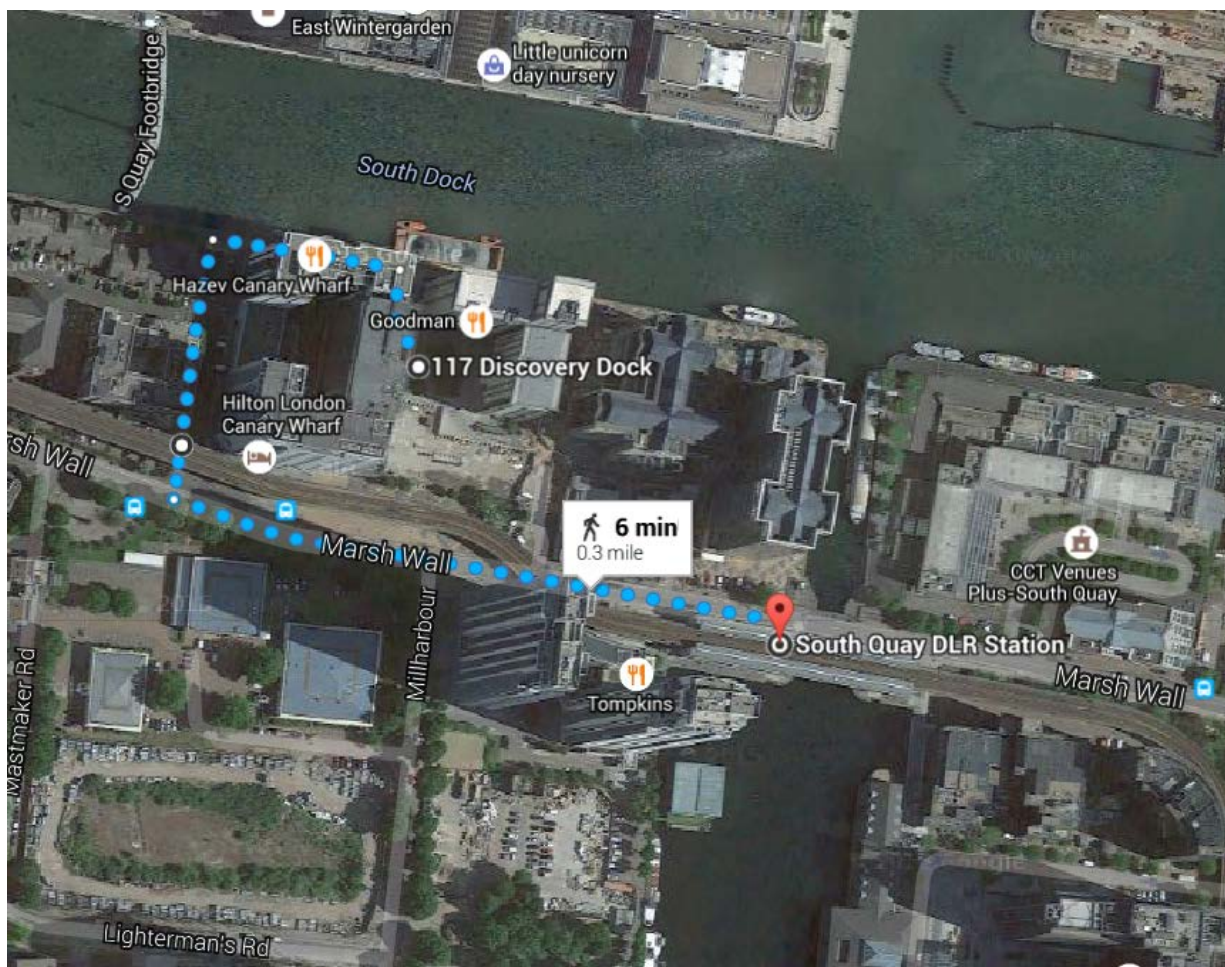 East Wintergarden
Little unicorn
day nursery
S Quay Footbridge
South Dock
Hazev Canary Wharf
Goodman
117 Discovery Dock
Hilton London
Canary Wharf
rsh Wall
6 min
0.3 mile
Marsh Wall
CCT Venues
Plus-South Quay
South Quay DLR Station
Millharbour
Mastmaker Rd
Tompkins
Marsh Wall
Lighterman's Rd